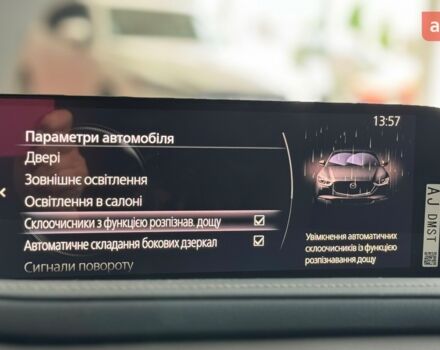 Параметри автомобіля
13:57
Двері
Зовнішнє освітлення
Освітлення в салоні
Склоочисники з функцією розпізнав. дощу
Автоматичне складання бокових дзеркал
Сигнали повороту
Увімкнення автоматичних
склоочисників із функцією
розпізнавання дощу
AJ DMST
a